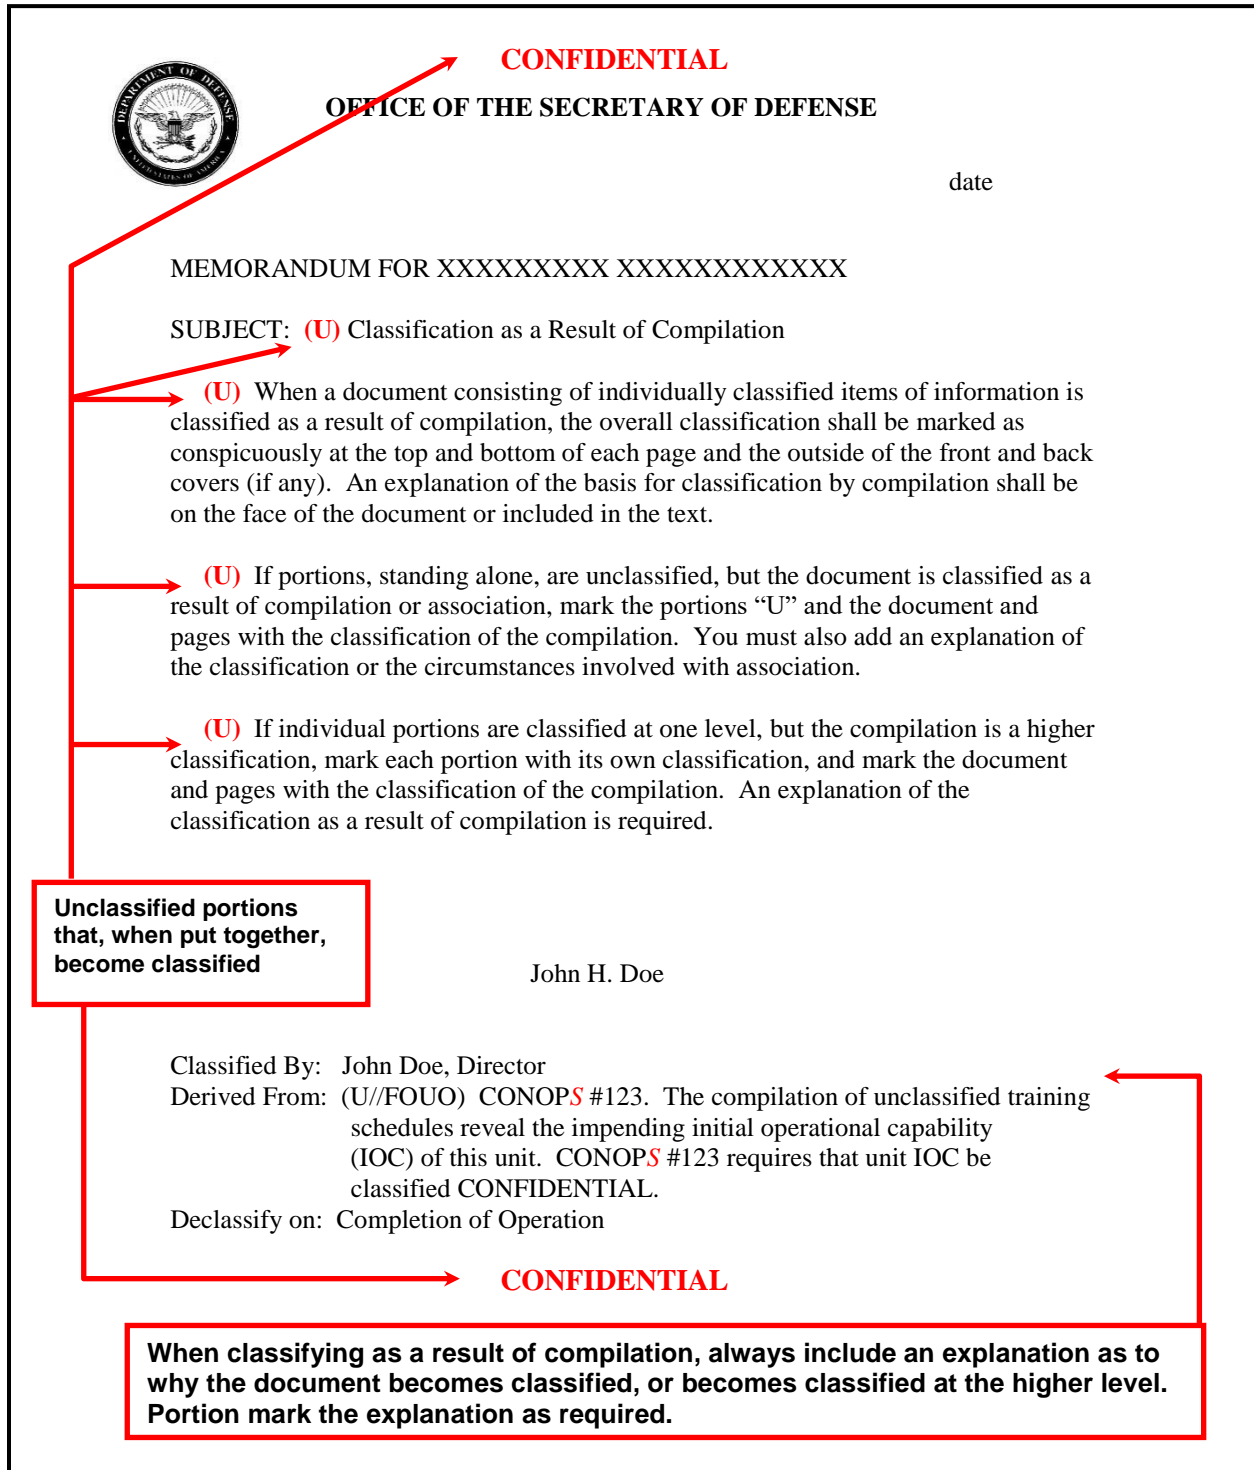 CONFIDENTIAL
DEPARTMENT OF DEFENSE
UNITED STATES OF AMERICA
OFFICE OF THE SECRETARY OF DEFENSE
date
MEMORANDUM FOR XXXXXXXXX XXXXXXXXXXXX
SUBJECT: (U) Classification as a Result of Compilation
(U) When a document consisting of individually classified items of information is
classified as a result of compilation, the overall classification shall be marked as
conspicuously at the top and bottom of each page and the outside of the front and back
covers (if any). An explanation of the basis for classification by compilation shall be
on the face of the document or included in the text.
(U) If portions, standing alone, are unclassified, but the document is classified as a
result of compilation or association, mark the portions “U” and the document and
pages with the classification of the compilation. You must also add an explanation of
the classification or the circumstances involved with association.
(U) If individual portions are classified at one level, but the compilation is a higher
classification, mark each portion with its own classification, and mark the document
and pages with the classification of the compilation. An explanation of the
classification as a result of compilation is required.
Unclassified portions
that, when put together,
become classified
John H. Doe
Classified By: John Doe, Director
Derived From: (U//FOUO) CONOPS #123. The compilation of unclassified training
schedules reveal the impending initial operational capability
(IOC) of this unit. CONOPS #123 requires that unit IOC be
classified CONFIDENTIAL.
Declassify on: Completion of Operation
CONFIDENTIAL
When classifying as a result of compilation, always include an explanation as to
why the document becomes classified, or becomes classified at the higher level.
Portion mark the explanation as required.